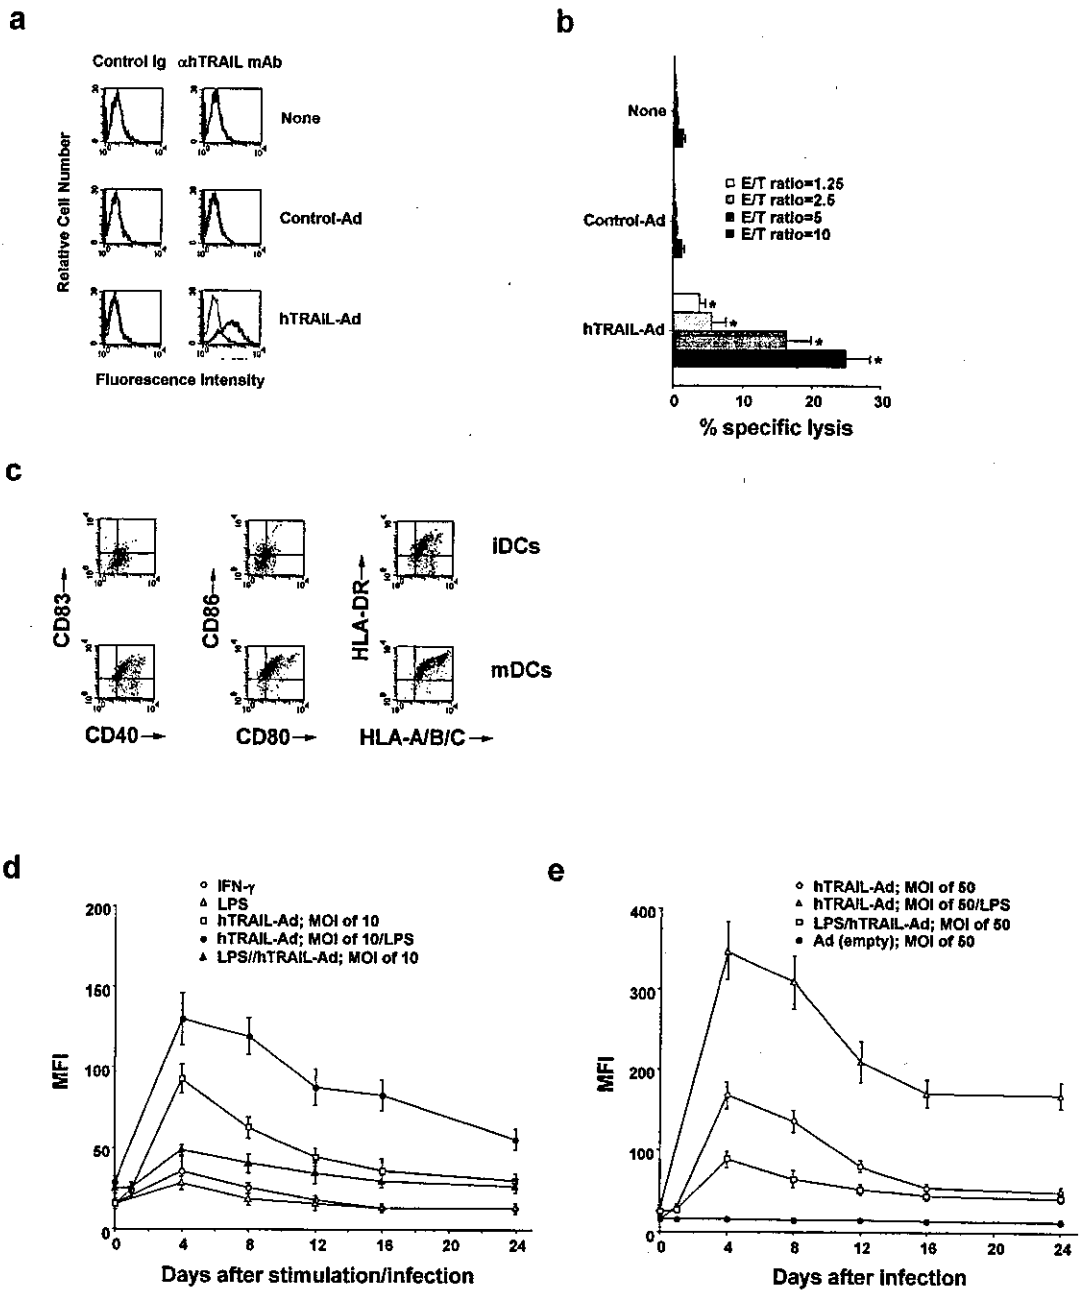 a
Control Ig αhTRAIL mAb
None
Control-Ad
hTRAIL-Ad
Relative Cell Number
Fluorescence Intensity
b
None
Control-Ad
hTRAIL-Ad
E/T ratio=1.25
E/T ratio=2.5
E/T ratio=5
E/T ratio=10
*
*
*
*
0 10 20 30
% specific lysis
c
CD83→
CD86→
HLA-DR→
iDCs
mDCs
CD40→ CD80→ HLA-A/B/C→
d
IFN-γ
LPS
hTRAIL-Ad; MOI of 10
hTRAIL-Ad; MOI of 10/LPS
LPS//hTRAIL-Ad; MOI of 10
200
150
100
50
0
MFI
0 4 8 12 16 20 24
Days after stimulation/infection
e
hTRAIL-Ad; MOI of 50
hTRAIL-Ad; MOI of 50/LPS
LPS/hTRAIL-Ad; MOI of 50
Ad (empty); MOI of 50
400
300
200
100
0
MFI
0 4 8 12 16 20 24
Days after infection